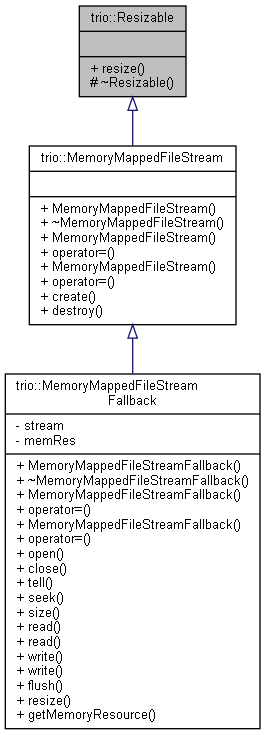 trio::Resizable
+ resize()
# ~Resizable()
trio::MemoryMappedFileStream
+ MemoryMappedFileStream()
+ ~MemoryMappedFileStream()
+ MemoryMappedFileStream()
+ operator=()
+ MemoryMappedFileStream()
+ operator=()
+ create()
+ destroy()
trio::MemoryMappedFileStream
Fallback
- stream
- memRes
+ MemoryMappedFileStreamFallback()
+ ~MemoryMappedFileStreamFallback()
+ MemoryMappedFileStreamFallback()
+ operator=()
+ MemoryMappedFileStreamFallback()
+ operator=()
+ open()
+ close()
+ tell()
+ seek()
+ size()
+ read()
+ read()
+ write()
+ write()
+ flush()
+ resize()
+ getMemoryResource()